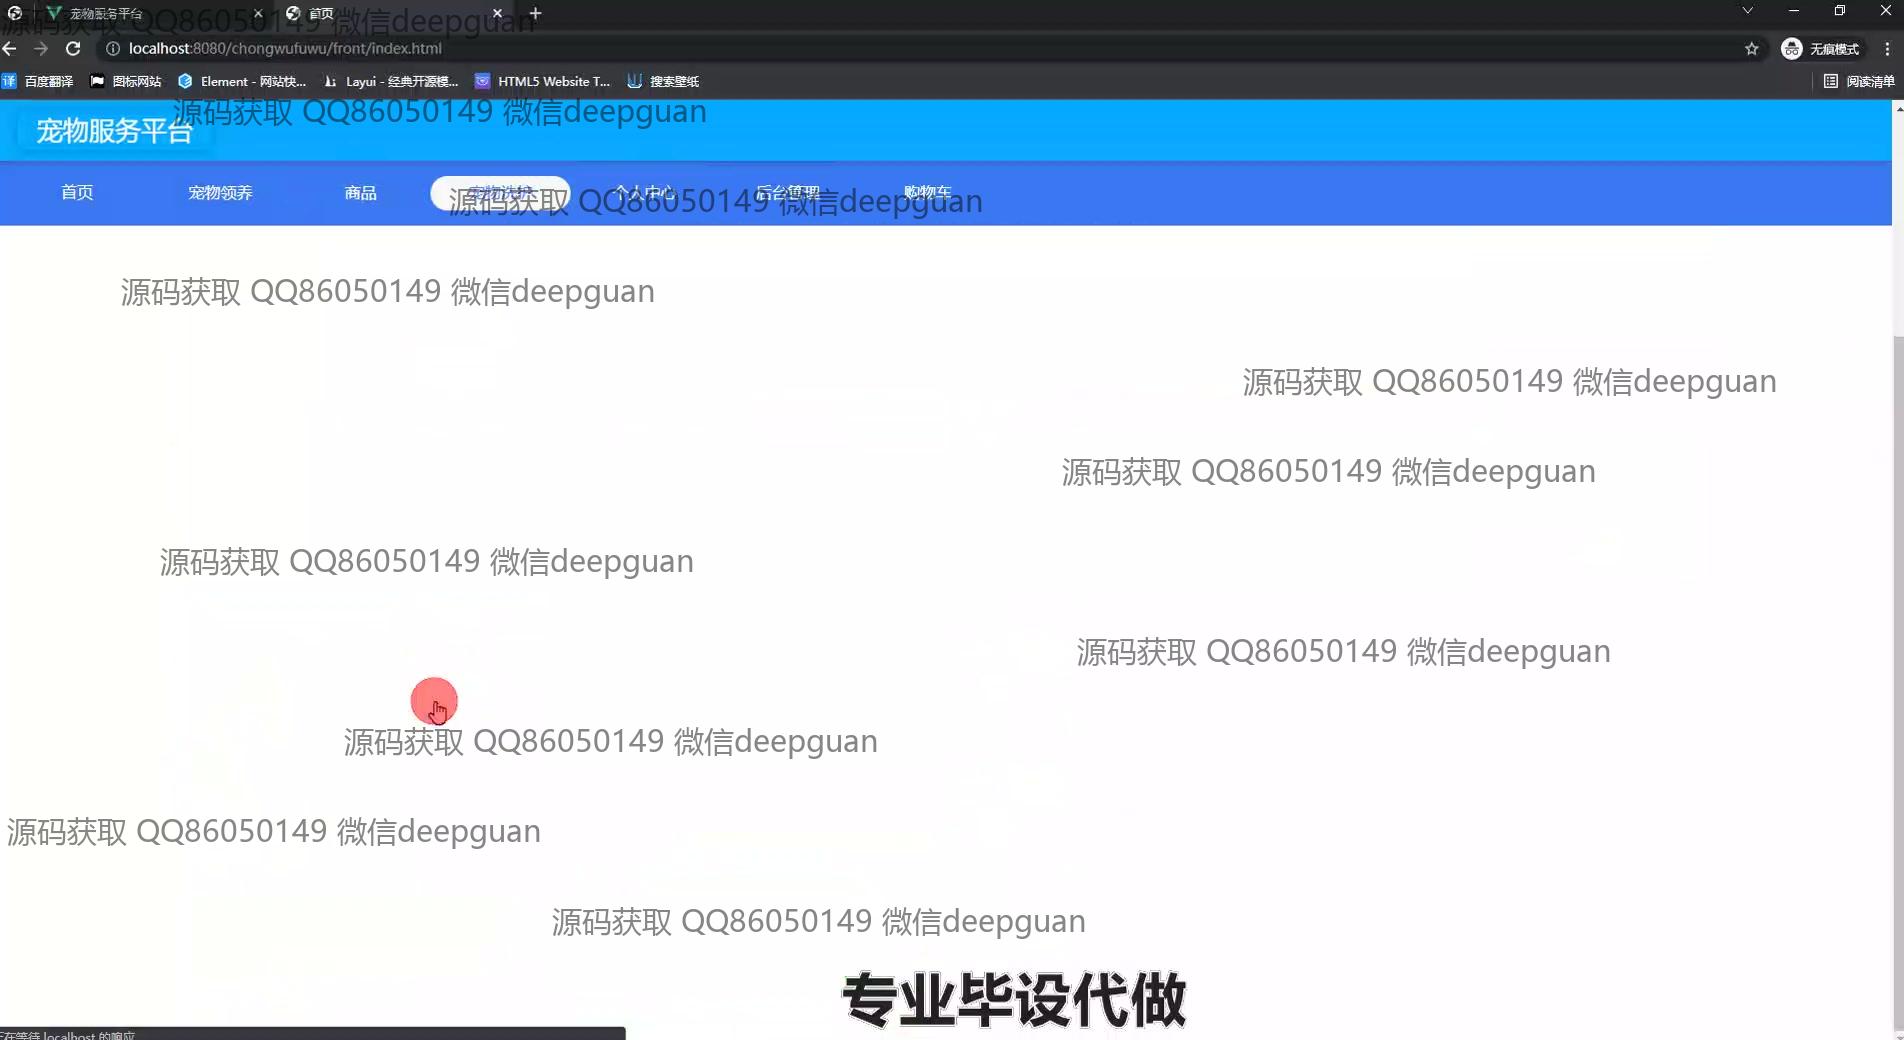 宠物服务平台
首页
源码获取 QQ86050149 微信deepguan
localhost:8080/chongwufuwu/front/index.html
无痕模式
百度翻译
图标网站
Element - 网站快...
Layui - 经典开源模...
HTML5 Website T...
搜索壁纸
阅读清单
源码获取 QQ86050149 微信deepguan
宠物服务平台
首页
宠物领养
商品
个人中心
后台管理
购物车
源码获取 QQ86050149 微信deepguan
源码获取 QQ86050149 微信deepguan
源码获取 QQ86050149 微信deepguan
源码获取 QQ86050149 微信deepguan
源码获取 QQ86050149 微信deepguan
源码获取 QQ86050149 微信deepguan
源码获取 QQ86050149 微信deepguan
源码获取 QQ86050149 微信deepguan
源码获取 QQ86050149 微信deepguan
专业毕设代做
正在等待 localhost 的响应